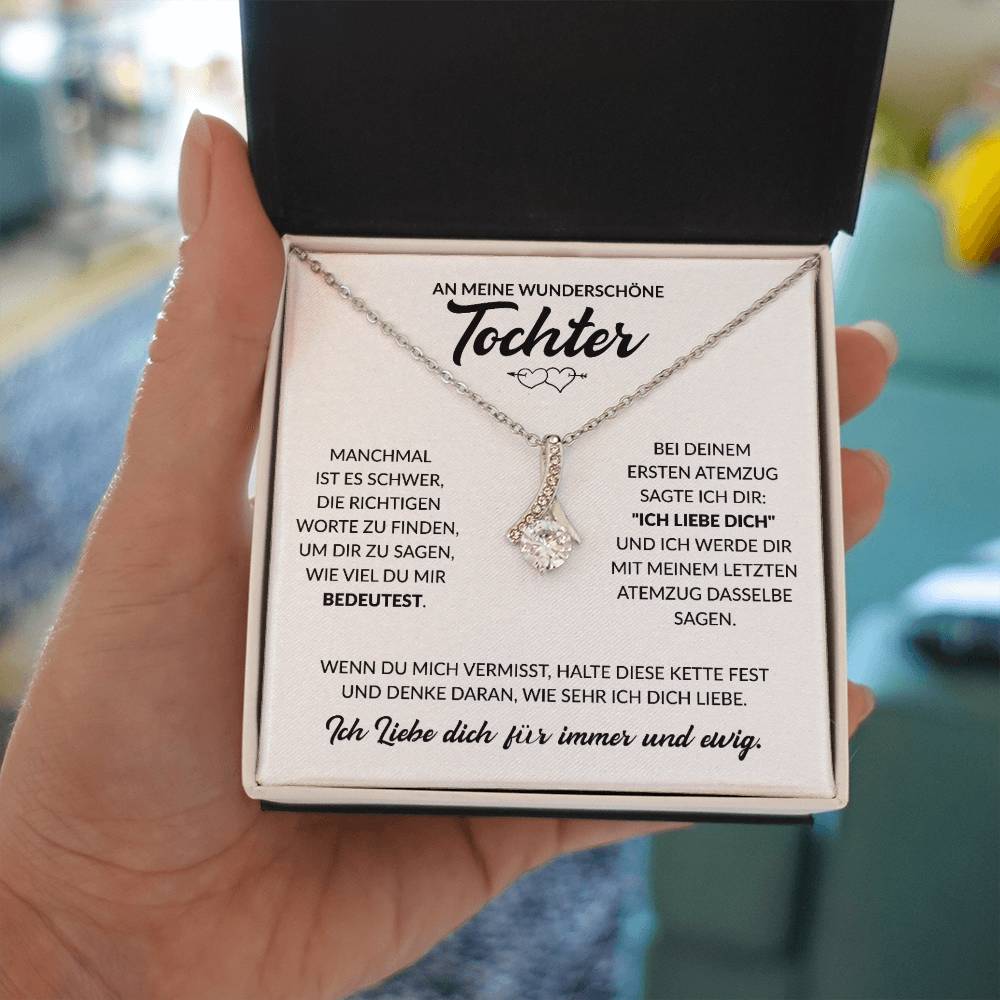 AN MEINE WUNDERSCHÖNE
Tochter
MANCHMAL
IST ES SCHWER,
DIE RICHTIGEN
WORTE ZU FINDEN,
UM DIR ZU SAGEN,
WIE VIEL DU MIR
BEDEUTEST.
BEI DEINEM
ERSTEN ATEMZUG
SAGTE ICH DIR:
"ICH LIEBE DICH"
UND ICH WERDE DIR
MIT MEINEM LETZTEN
ATEMZUG DASSELBE
SAGEN.
WENN DU MICH VERMISST, HALTE DIESE KETTE FEST
UND DENKE DARAN, WIE SEHR ICH DICH LIEBE.
Ich Liebe dich für immer und ewig.